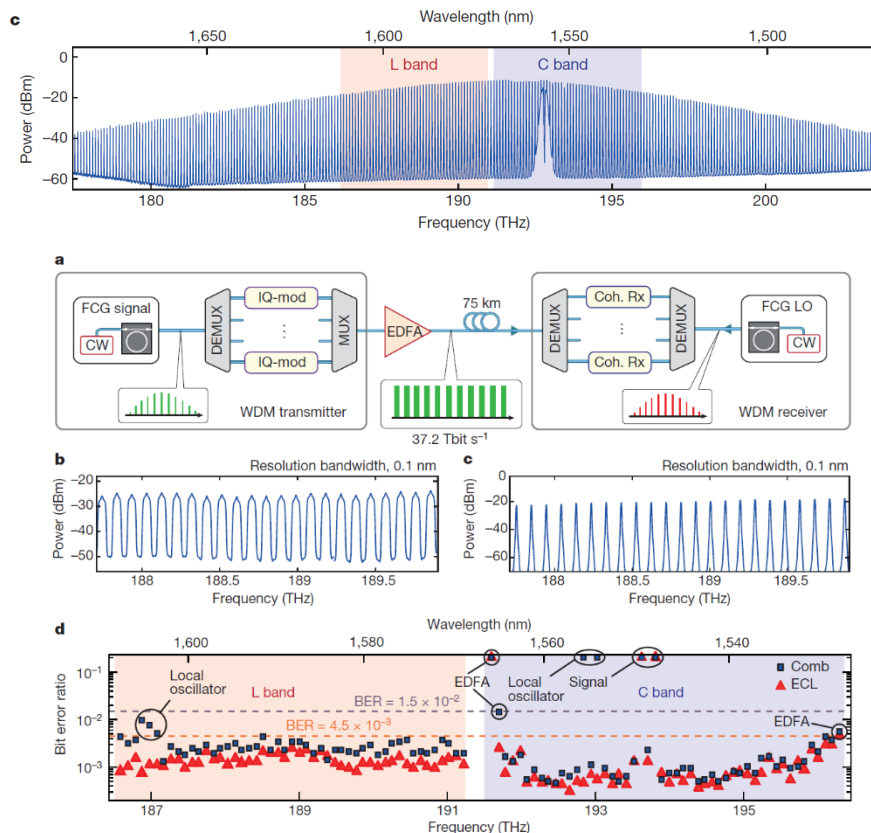 c
Wavelength (nm)
1,650 1,600 1,550 1,500
L band C band
0
−20
−40
−60
Power (dBm)
180 185 190 195 200
Frequency (THz)
a
FCG signal
CW
DEMUX
IQ-mod
IQ-mod
MUX
WDM transmitter
EDFA
75 km
37.2 Tbit s⁻¹
DEMUX
Coh. Rx
Coh. Rx
DEMUX
FCG LO
CW
WDM receiver
b
Resolution bandwidth, 0.1 nm
−20
−30
−40
−50
Power (dBm)
188 188.5 189 189.5
Frequency (THz)
c
Resolution bandwidth, 0.1 nm
0
−20
−40
−60
Power (dBm)
188 188.5 189 189.5
Frequency (THz)
d
Wavelength (nm)
1,600 1,580 1,560 1,540
10⁻¹
10⁻²
10⁻³
Bit error ratio
Local
oscillator
L band
BER = 1.5 × 10⁻²
BER = 4.5 × 10⁻³
EDFA
Local
oscillator
Signal
C band
Comb
ECL
EDFA
187 189 191 193 195
Frequency (THz)